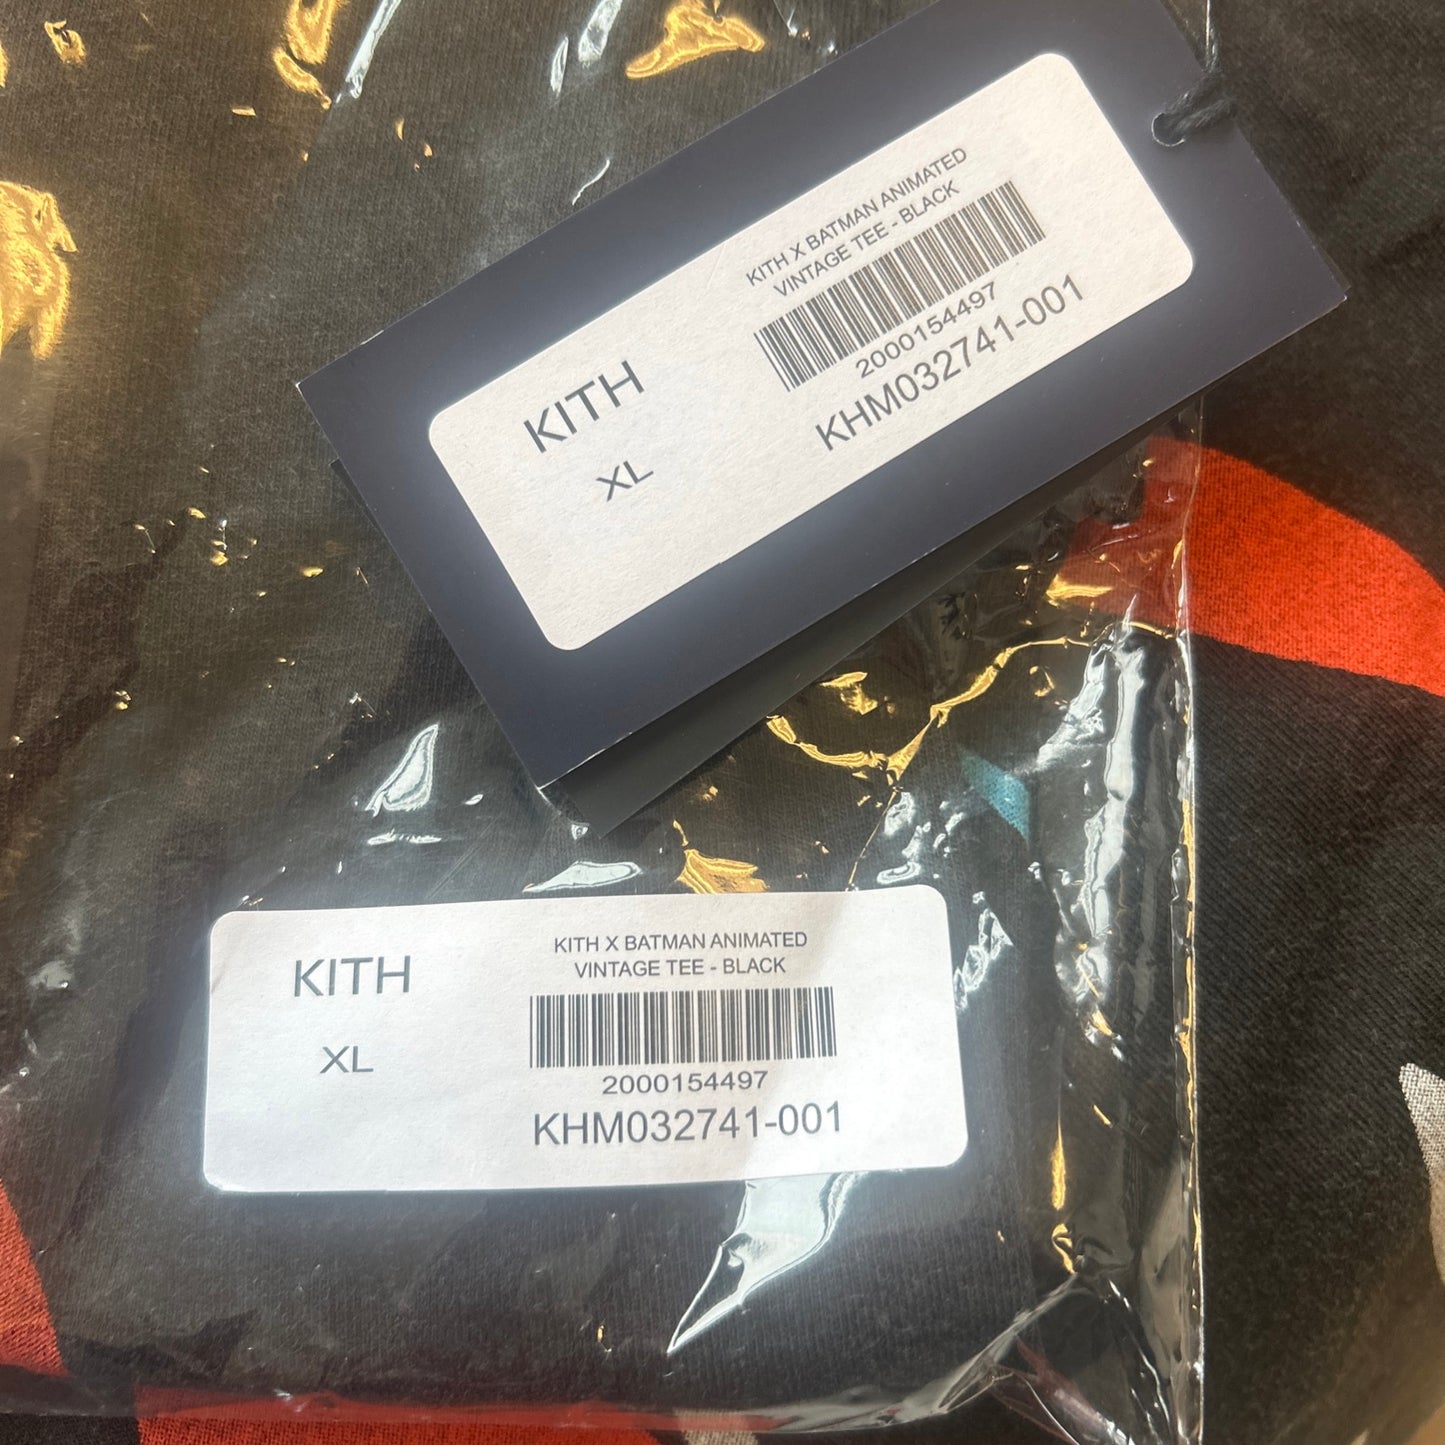 KITH
XL
KITH X BATMAN ANIMATED
VINTAGE TEE - BLACK
2000154497
KHM032741-001
KITH
XL
KITH X BATMAN ANIMATED
VINTAGE TEE - BLACK
2000154497
KHM032741-001